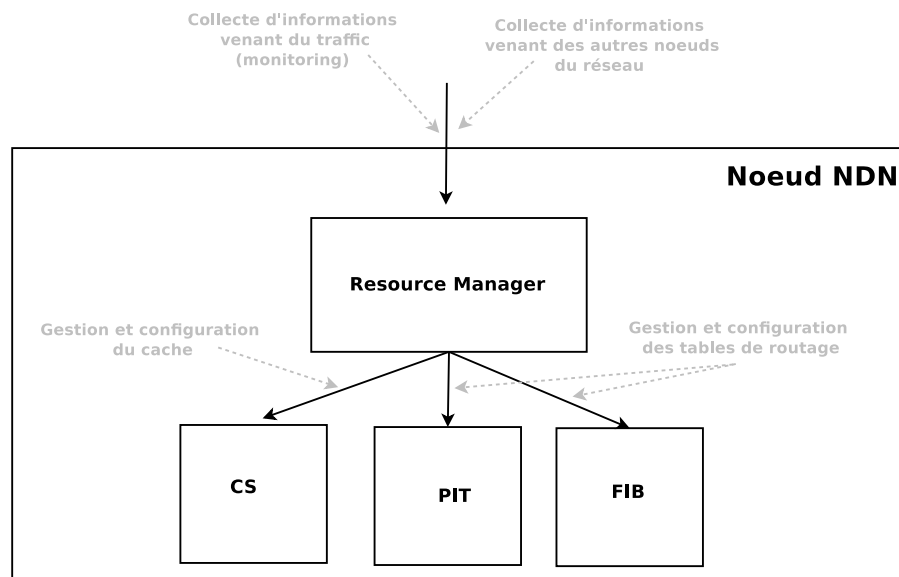 Collecte d'informations
venant du traffic
(monitoring)
Collecte d'informations
venant des autres noeuds
du réseau
Noeud NDN
Resource Manager
Gestion et configuration
du cache
Gestion et configuration
des tables de routage
CS
PIT
FIB